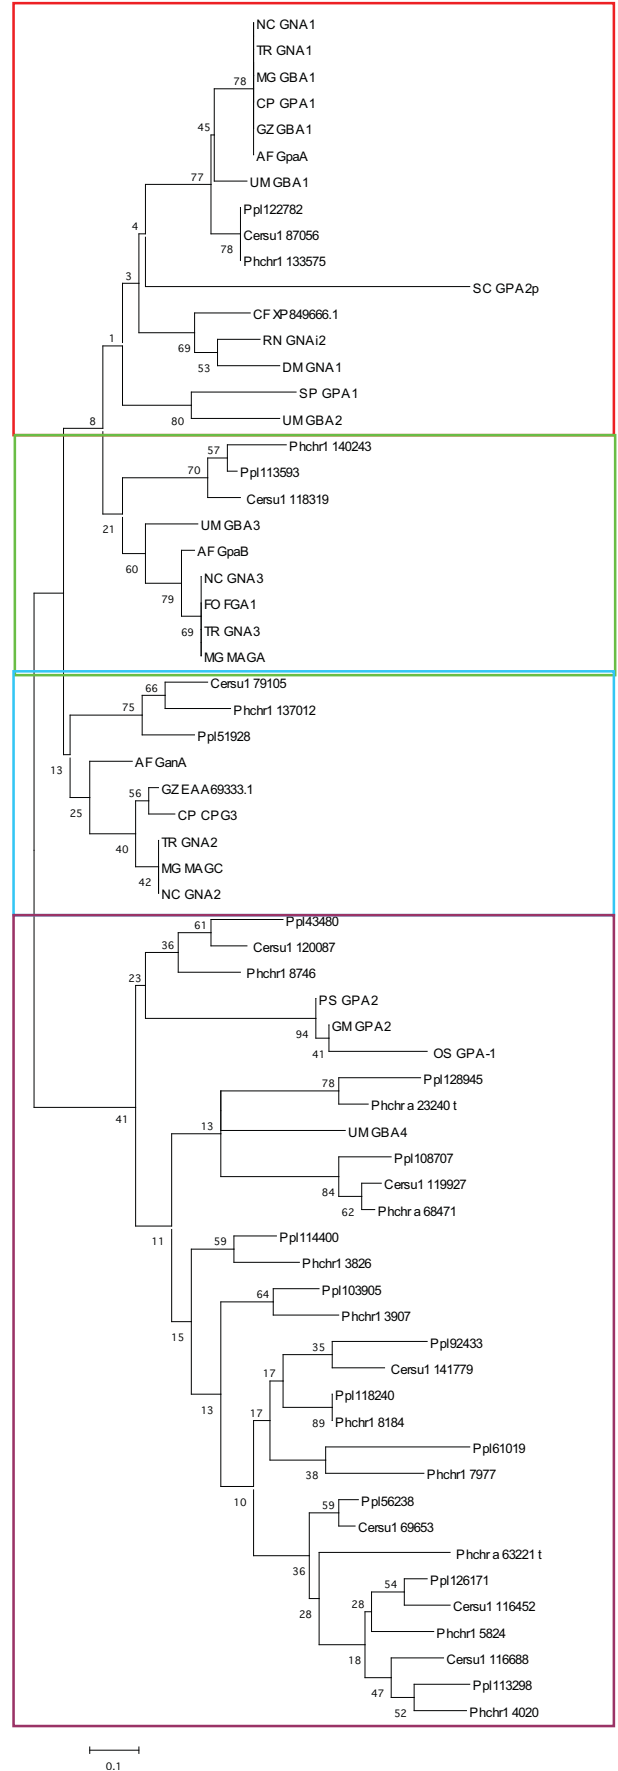 NC GNA1
TR GNA1
MG GBA1
78
CP GPA1
45
GZ GBA1
AF GpaA
77
UM GBA1
Ppl122782
4
Cersu1 87056
78
Phchr1 133575
3
SC GPA2p
CF XP849666.1
1
RN GNAi2
69
53
DM GNA1
SP GPA1
8
80
UM GBA2
57
Phchr1 140243
70
Ppl113593
Cersu1 118319
21
UM GBA3
60
AF GpaB
79
NC GNA3
FO FGA1
69
TR GNA3
MG MAGA
66
Cersu1 79105
75
Phchr1 137012
Ppl51928
13
AF GanA
25
56
GZ EAA69333.1
CP CPG3
40
TR GNA2
MG MAGC
42
NC GNA2
61
Ppl43480
36
Cersu1 120087
23
Phchr1 8746
PS GPA2
94
GM GPA2
41
OS GPA-1
78
Ppl128945
41
Phchr a 23240 t
13
UM GBA4
Ppl108707
84
Cersu1 119927
62
Phchr a 68471
11
59
Ppl114400
Phchr1 3826
15
64
Ppl103905
Phchr1 3907
35
Ppl92433
17
Cersu1 141779
13
17
Ppl118240
89
Phchr1 8184
Ppl61019
38
Phchr1 7977
10
59
Ppl56238
Cersu1 69653
36
Phchr a 63221 t
54
Ppl126171
28
28
Cersu1 116452
Phchr1 5824
18
Cersu1 116688
47
Ppl113298
52
Phchr1 4020
0.1